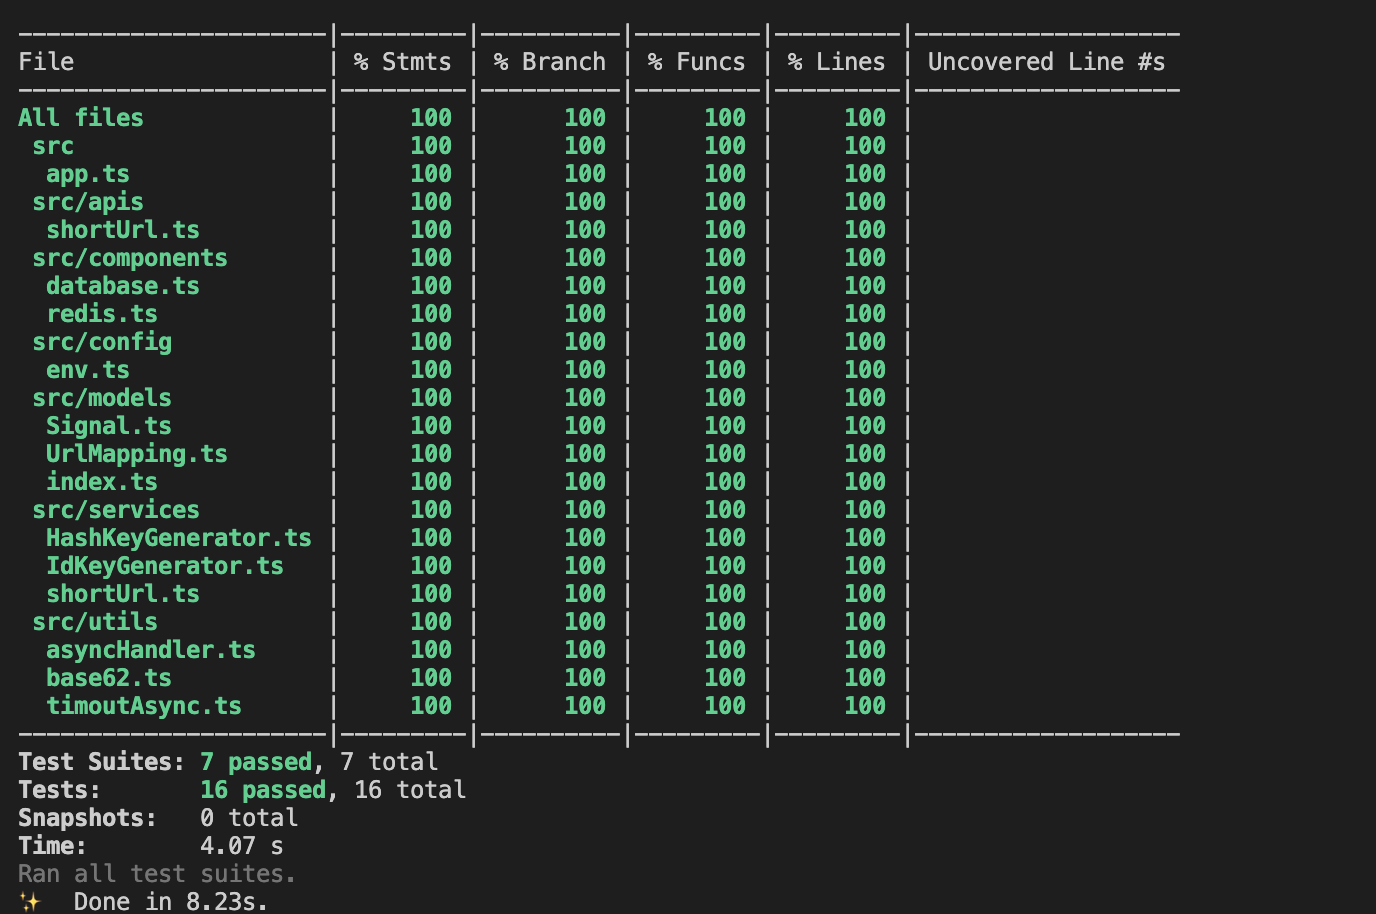 File | % Stmts | % Branch | % Funcs | % Lines | Uncovered Line #s
All files | 100 | 100 | 100 | 100 |
src | 100 | 100 | 100 | 100 |
app.ts | 100 | 100 | 100 | 100 |
src/apis | 100 | 100 | 100 | 100 |
shortUrl.ts | 100 | 100 | 100 | 100 |
src/components | 100 | 100 | 100 | 100 |
database.ts | 100 | 100 | 100 | 100 |
redis.ts | 100 | 100 | 100 | 100 |
src/config | 100 | 100 | 100 | 100 |
env.ts | 100 | 100 | 100 | 100 |
src/models | 100 | 100 | 100 | 100 |
Signal.ts | 100 | 100 | 100 | 100 |
UrlMapping.ts | 100 | 100 | 100 | 100 |
index.ts | 100 | 100 | 100 | 100 |
src/services | 100 | 100 | 100 | 100 |
HashKeyGenerator.ts | 100 | 100 | 100 | 100 |
IdKeyGenerator.ts | 100 | 100 | 100 | 100 |
shortUrl.ts | 100 | 100 | 100 | 100 |
src/utils | 100 | 100 | 100 | 100 |
asyncHandler.ts | 100 | 100 | 100 | 100 |
base62.ts | 100 | 100 | 100 | 100 |
timoutAsync.ts | 100 | 100 | 100 | 100 |
Test Suites: 7 passed, 7 total
Tests: 16 passed, 16 total
Snapshots: 0 total
Time: 4.07 s
Ran all test suites.
✨ Done in 8.23s.